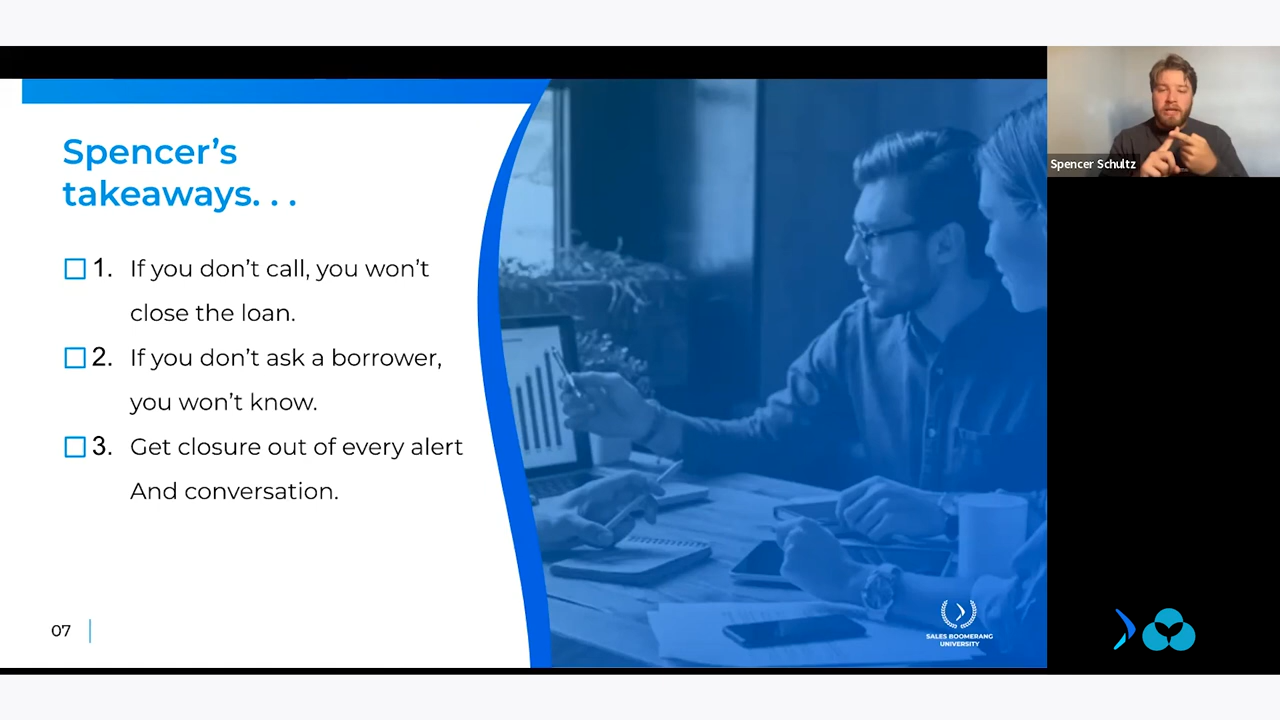 Spencer's
takeaways. . .
1. If you don't call, you won't
close the loan.
2. If you don't ask a borrower,
you won't know.
3. Get closure out of every alert
And conversation.
07
SALES BOOMERANG
UNIVERSITY
Spencer Schultz